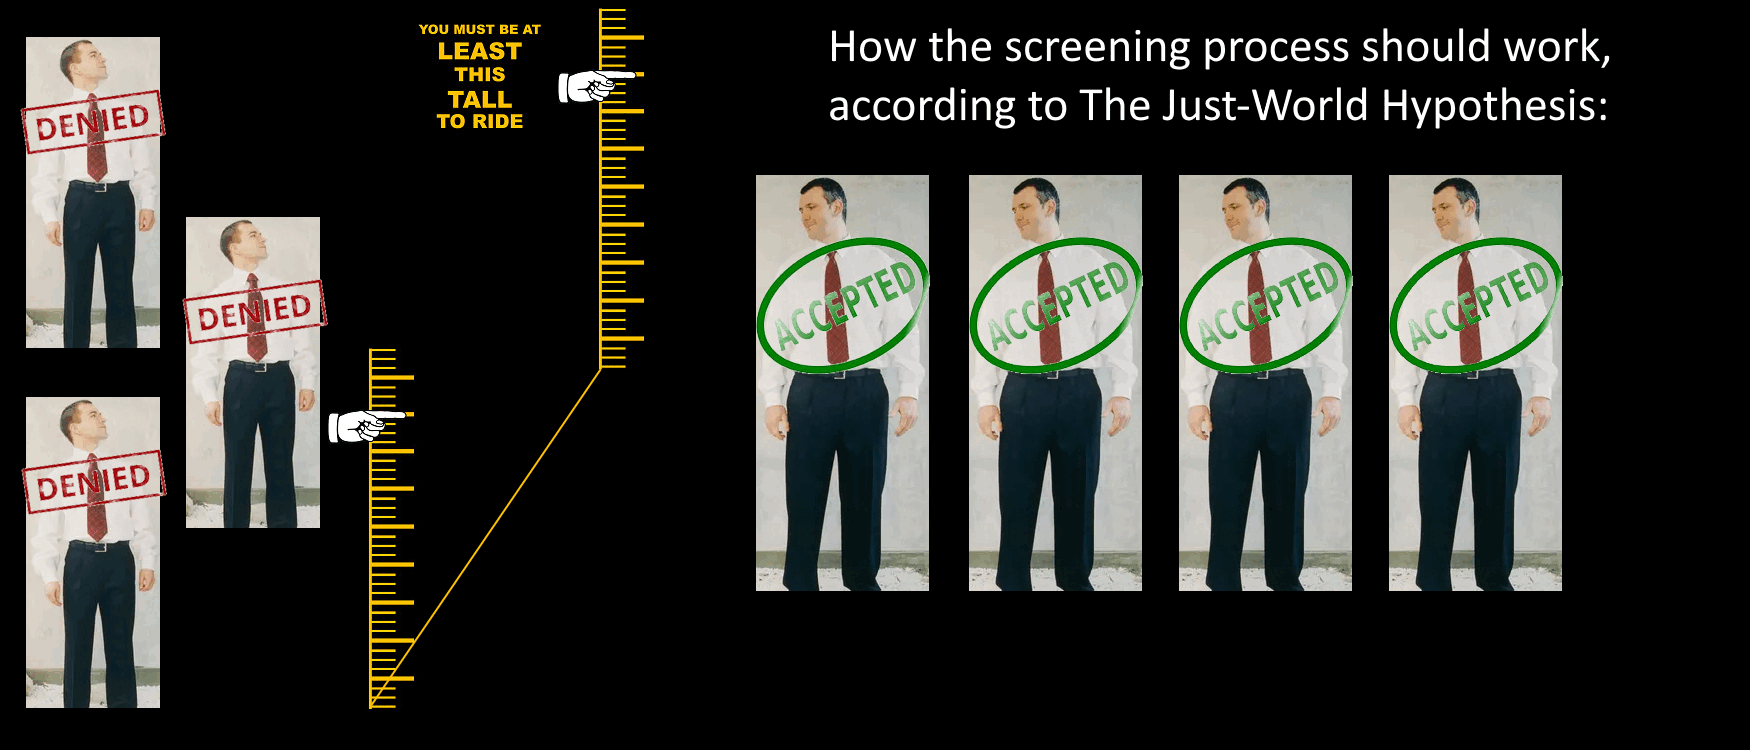 YOU MUST BE AT
LEAST
THIS
TALL
TO RIDE
How the screening process should work,
according to The Just-World Hypothesis:
DENIED
DENIED
DENIED
ACCEPTED
ACCEPTED
ACCEPTED
ACCEPTED